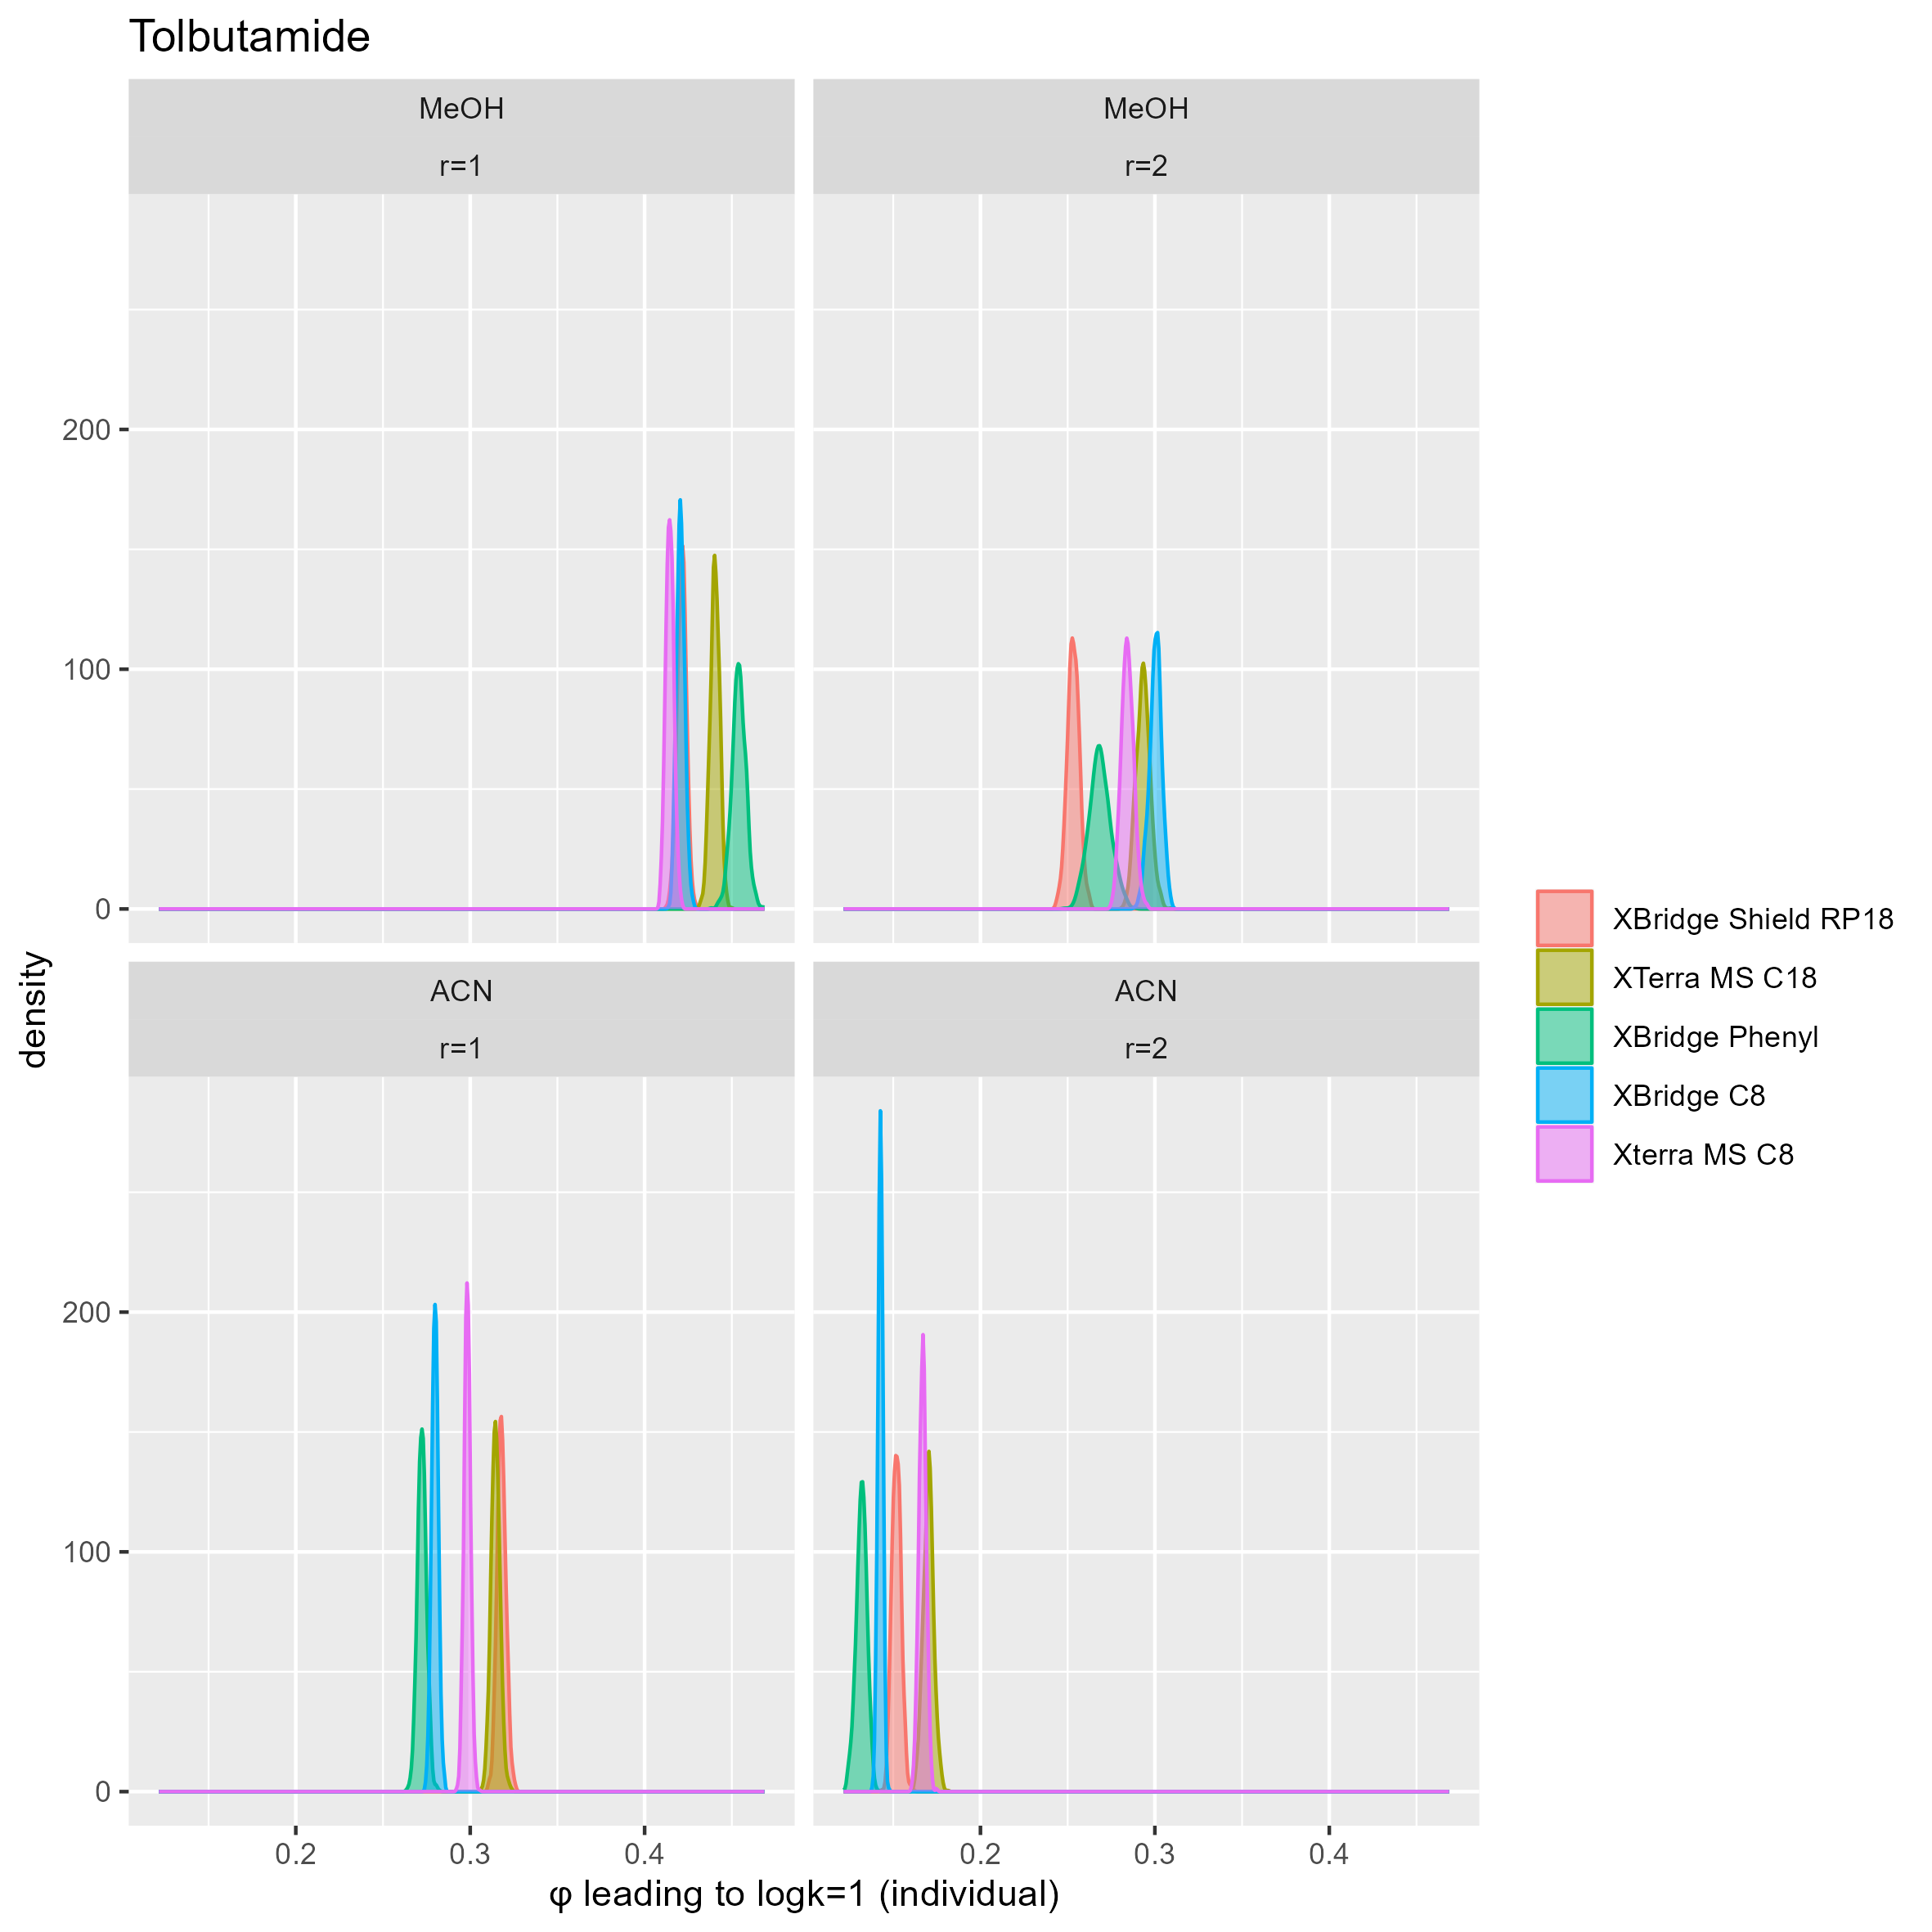 Tolbutamide
MeOH
r=1
MeOH
r=2
200
100
0
ACN
r=1
ACN
r=2
200
100
0
0.2
0.3
0.4
0.2
0.3
0.4
φ leading to logk=1 (individual)
density
XBridge Shield RP18
XTerra MS C18
XBridge Phenyl
XBridge C8
Xterra MS C8